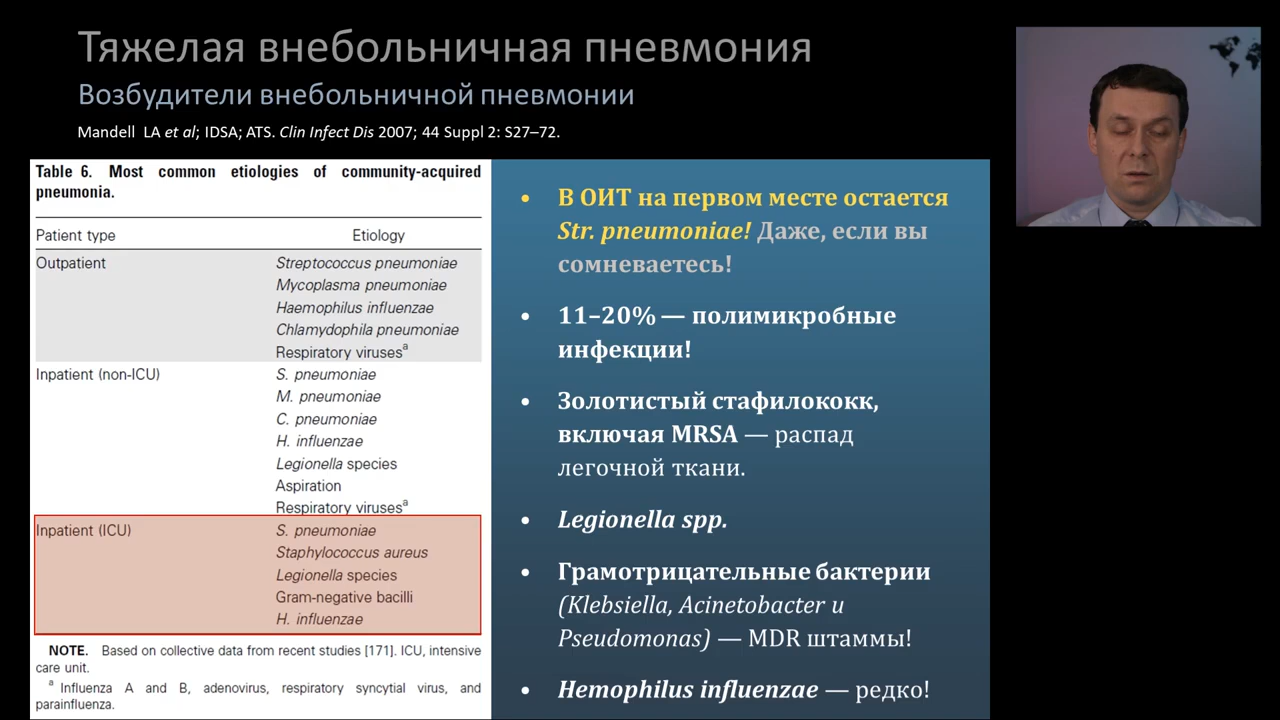 Тяжелая внебольничная пневмония
Возбудители внебольничной пневмонии
Mandell LA et al; IDSA; ATS. Clin Infect Dis 2007; 44 Suppl 2: S27–72.
Table 6. Most common etiologies of community-acquired
pneumonia.
Patient type Etiology
Outpatient Streptococcus pneumoniae
Mycoplasma pneumoniae
Haemophilus influenzae
Chlamydophila pneumoniae
Respiratory viruses^a
Inpatient (non-ICU) S. pneumoniae
M. pneumoniae
C. pneumoniae
H. influenzae
Legionella species
Aspiration
Respiratory viruses^a
Inpatient (ICU) S. pneumoniae
Staphylococcus aureus
Legionella species
Gram-negative bacilli
H. influenzae
NOTE. Based on collective data from recent studies [171]. ICU, intensive
care unit.
^a Influenza A and B, adenovirus, respiratory syncytial virus, and
parainfluenza.
• В ОИТ на первом месте остается
Str. pneumoniae! Даже, если вы
сомневаетесь!
• 11–20% — полимикробные
инфекции!
• Золотистый стафилококк,
включая MRSA — распад
легочной ткани.
• Legionella spp.
• Грамотрицательные бактерии
(Klebsiella, Acinetobacter и
Pseudomonas) — MDR штаммы!
• Hemophilus influenzae — редко!